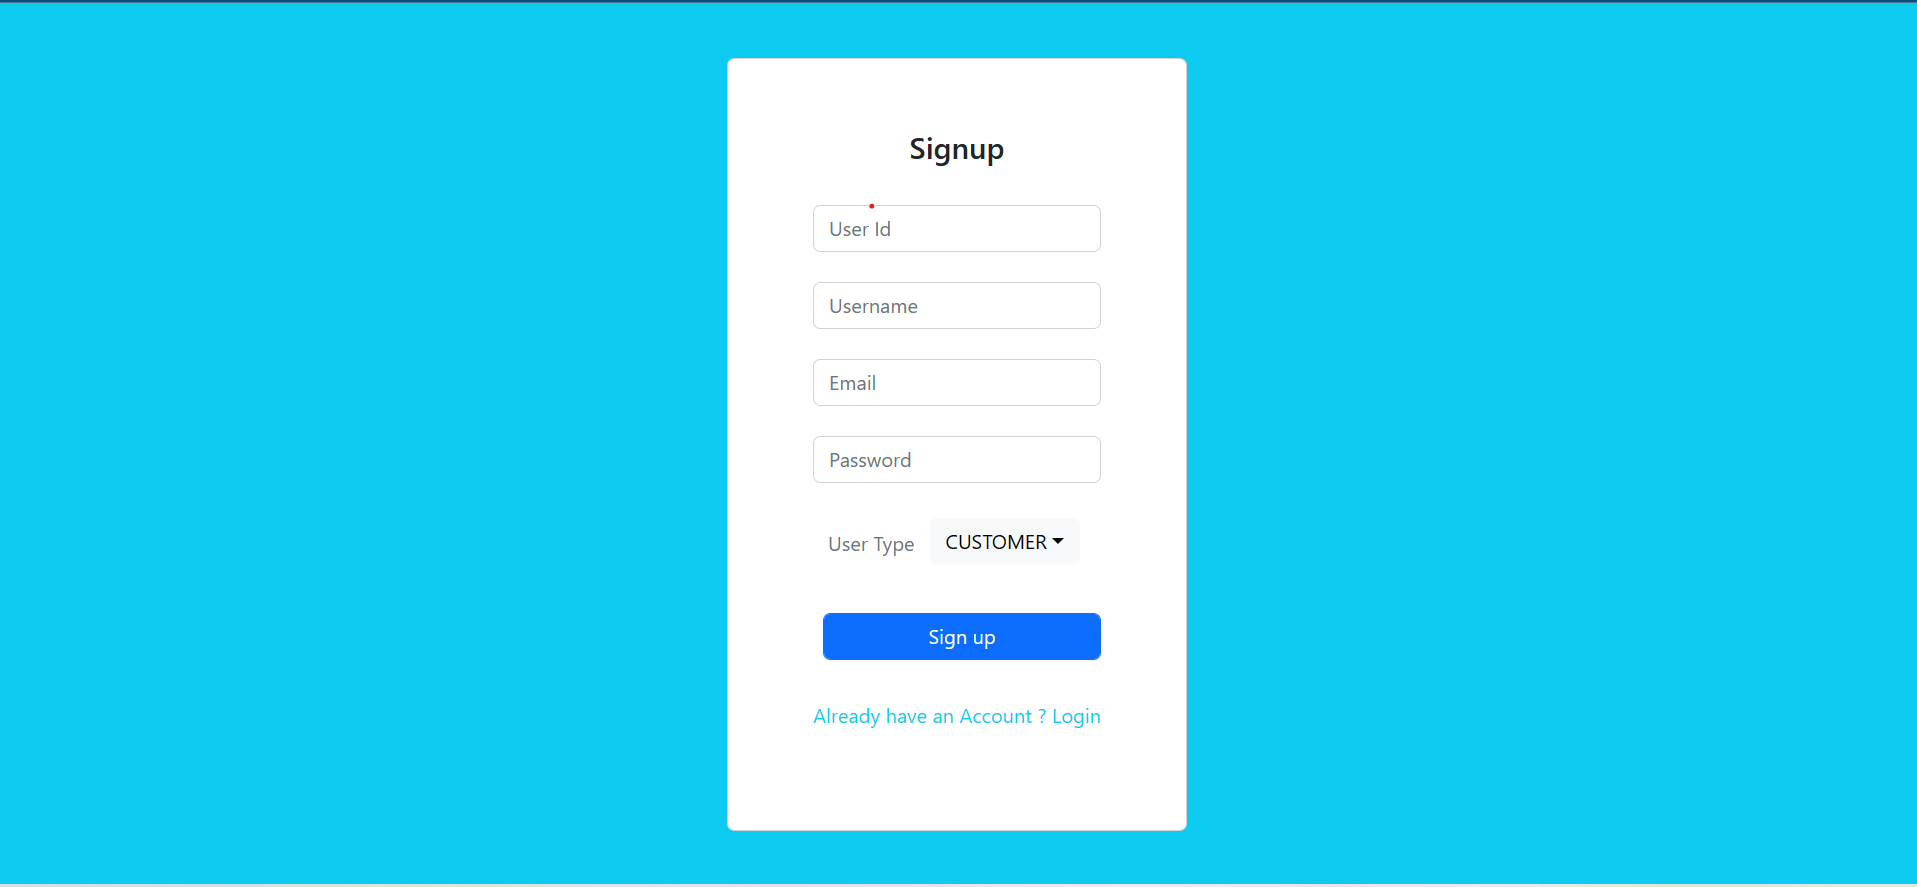 Signup
User Id
Username
Email
Password
User Type CUSTOMER
Sign up
Already have an Account ? Login